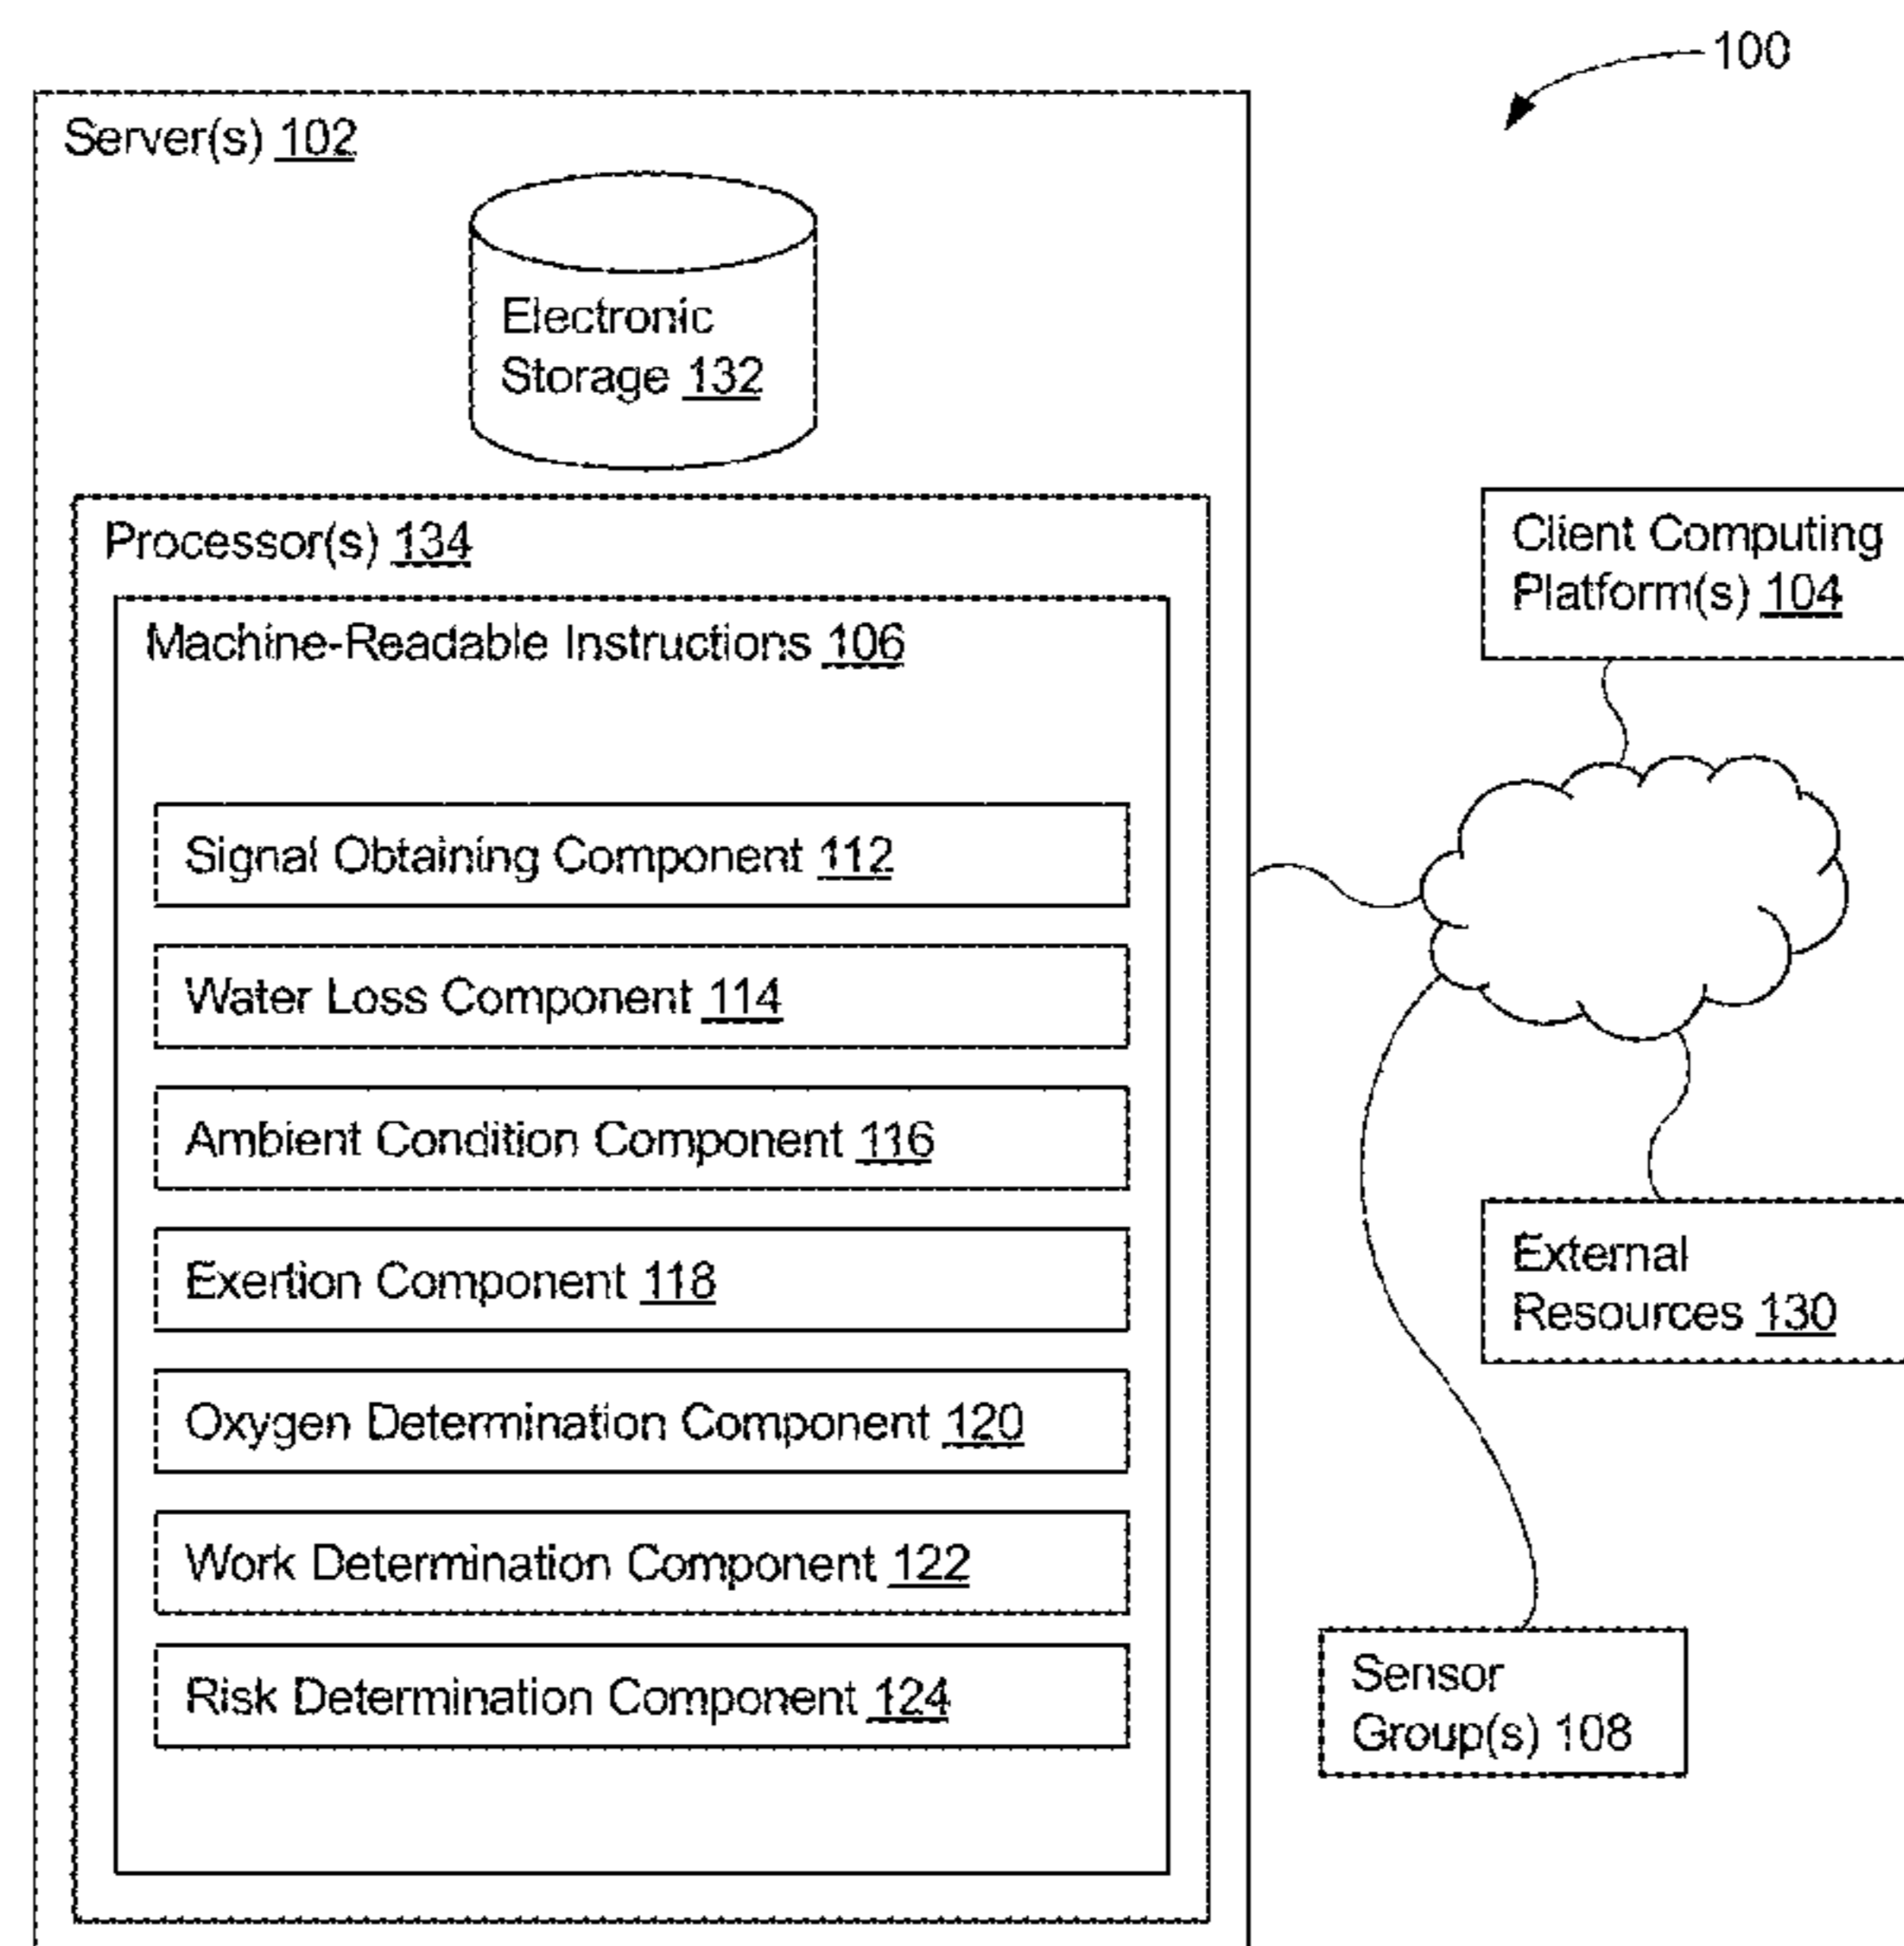 100
Server(s) 102
Electronic
Storage 132
Processor(s) 134
Machine-Readable Instructions 106
Signal Obtaining Component 112
Water Loss Component 114
Ambient Condition Component 116
Exertion Component 118
Oxygen Determination Component 120
Work Determination Component 122
Risk Determination Component 124
Client Computing
Platform(s) 104
External
Resources 130
Sensor
Group(s) 108